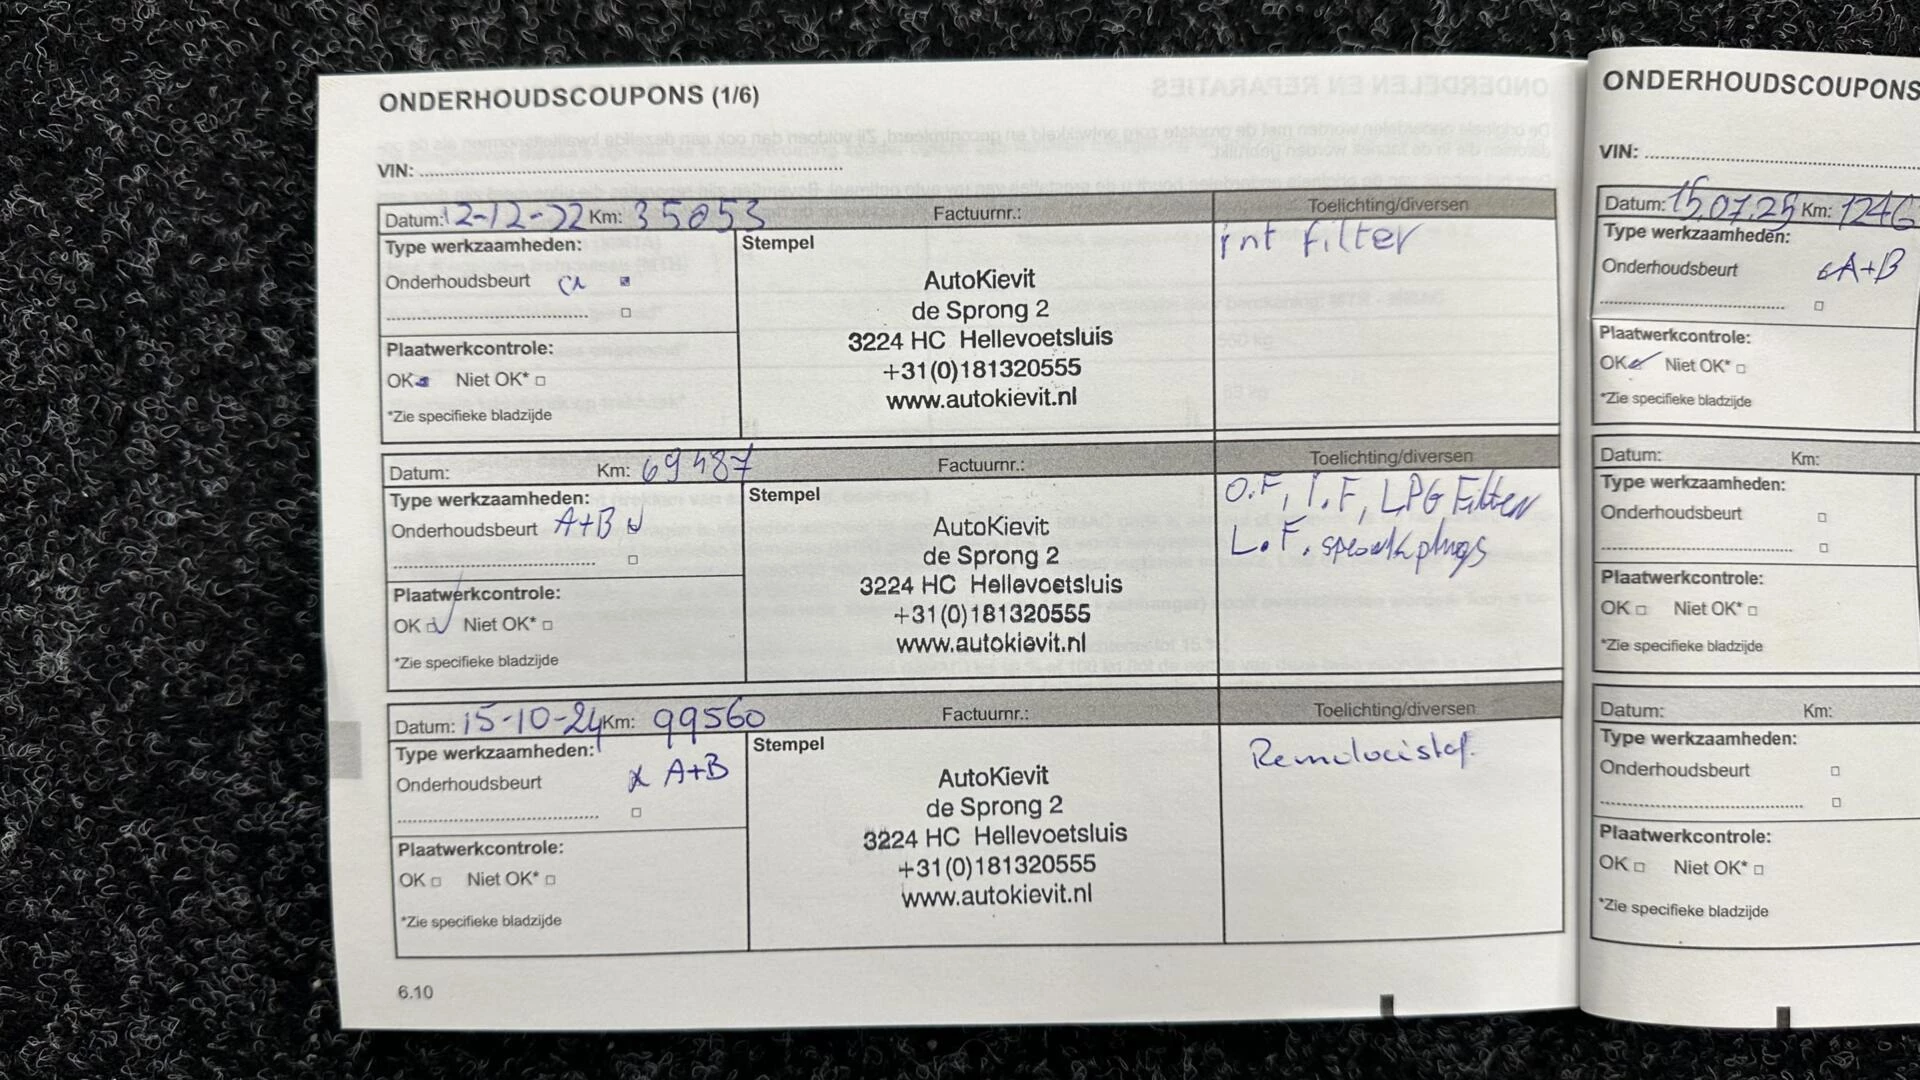 ONDERHOUDSCOUPONS (1/6)
VIN:
Datum: 12-12-22 Km: 35053 Factuurnr.: Toelichting/diversen
Type werkzaamheden: Stempel int filter
Onderhoudsbeurt
Plaatwerkcontrole:
OK Niet OK*
*Zie specifieke bladzijde
AutoKievit
de Sprong 2
3224 HC Hellevoetsluis
+31(0)181320555
www.autokievit.nl
Datum: Km: 69487 Factuurnr.: Toelichting/diversen
Type werkzaamheden: Stempel O.F, I.F, LPG Filter
Onderhoudsbeurt A+B L.F.
Plaatwerkcontrole:
OK Niet OK*
*Zie specifieke bladzijde
AutoKievit
de Sprong 2
3224 HC Hellevoetsluis
+31(0)181320555
www.autokievit.nl
Datum: 15-10-24 Km: 99560 Factuurnr.: Toelichting/diversen
Type werkzaamheden: Stempel
Onderhoudsbeurt A+B
Plaatwerkcontrole:
OK Niet OK*
*Zie specifieke bladzijde
AutoKievit
de Sprong 2
3224 HC Hellevoetsluis
+31(0)181320555
www.autokievit.nl
6.10
ONDERHOUDSCOUPONS
VIN:
Datum: 15.07.25 Km: 1246
Type werkzaamheden:
Onderhoudsbeurt A+B
Plaatwerkcontrole:
OK Niet OK*
*Zie specifieke bladzijde
Datum: Km:
Type werkzaamheden:
Onderhoudsbeurt
Plaatwerkcontrole:
OK Niet OK*
*Zie specifieke bladzijde
Datum: Km:
Type werkzaamheden:
Onderhoudsbeurt
Plaatwerkcontrole:
OK Niet OK*
*Zie specifieke bladzijde